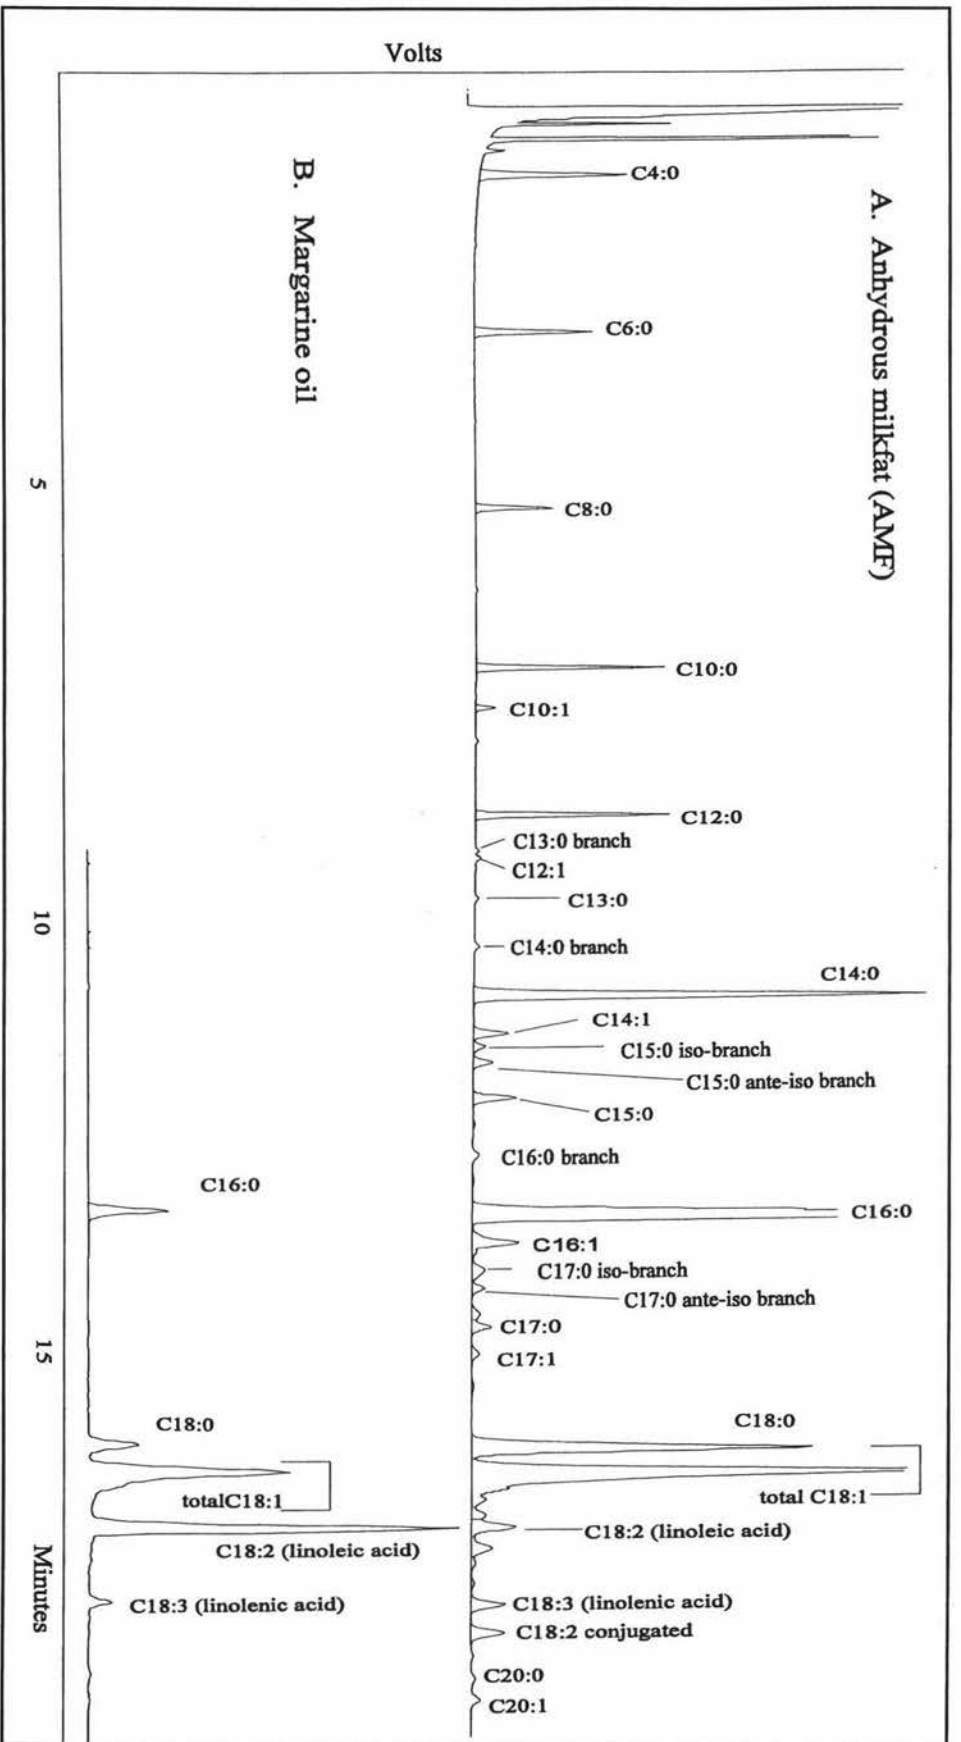 Volts
A. Anhydrous milkfat (AMF)
C4:0
C6:0
C8:0
C10:0
C10:1
C12:0
C13:0 branch
C12:1
C13:0
C14:0 branch
C14:0
C14:1
C15:0 iso-branch
C15:0 ante-iso branch
C15:0
C16:0 branch
C16:0
C16:1
C17:0 iso-branch
C17:0 ante-iso branch
C17:0
C17:1
C18:0
total C18:1
C18:2 (linoleic acid)
C18:3 (linolenic acid)
C18:2 conjugated
C20:0
C20:1
B. Margarine oil
C16:0
C18:0
totalC18:1
C18:2 (linoleic acid)
C18:3 (linolenic acid)
5
10
15
Minutes